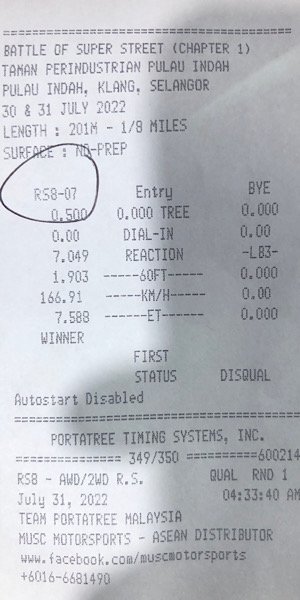 BATTLE OF SUPER STREET (CHAPTER 1)
TAMAN PERINDUSTRIAN PULAU INDAH
PULAU INDAH, KLANG, SELANGOR
30 & 31 JULY 2022
LENGTH : 201M - 1/8 MILES
SURFACE : NO-PREP
RS8-07 Entry BYE
0.500 0.000 TREE 0.000
0.00 DIAL-IN 0.00
7.049 REACTION -LB3-
1.903 -----60FT----- 0.000
166.91 -----KM/H----- 0.00
7.588 ------ET------ 0.000
WINNER
FIRST
STATUS DISQUAL
Autostart Disabled
PORTATREE TIMING SYSTEMS, INC.
=============== 349/350 ==========600214
RS8 - AWD/2WD R.S. QUAL RND 1
July 31, 2022 04:33:40 AM
TEAM PORTATREE MALAYSIA
MUSC MOTORSPORTS - ASEAN DISTRIBUTOR
www.facebook.com/muscmotorsports
+6016-6681490